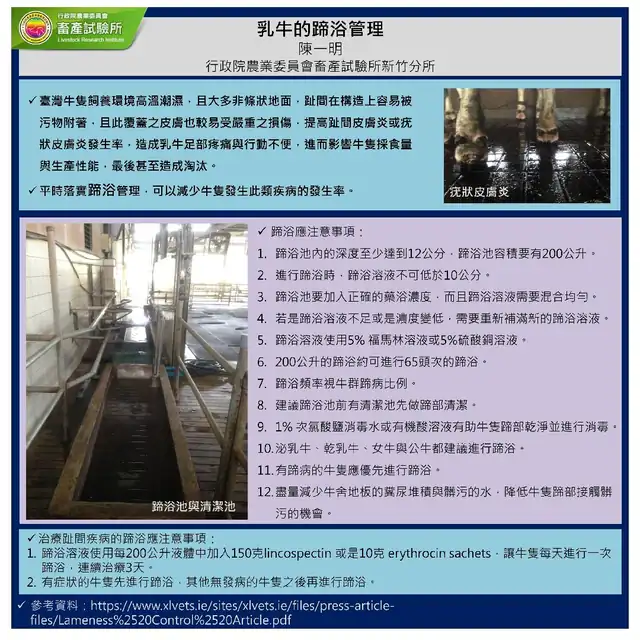 行政院農業委員會
畜產試驗所
Livestock Research Institute
乳牛的蹄浴管理
陳一明
行政院農業委員會畜產試驗所新竹分所
✓ 臺灣牛隻飼養環境高溫潮濕，且大多非條狀地面，趾間在構造上容易被
污物附著，且此覆蓋之皮膚也較易受嚴重之損傷，提高趾間皮膚炎或疣
狀皮膚炎發生率，造成乳牛足部疼痛與行動不便，進而影響牛隻採食量
與生產性能，最後甚至造成淘汰。
✓ 平時落實蹄浴管理，可以減少牛隻發生此類疾病的發生率。
疣狀皮膚炎
✓ 蹄浴應注意事項：
1. 蹄浴池內的深度至少達到12公分，蹄浴池容積要有200公升。
2. 進行蹄浴時，蹄浴溶液不可低於10公分。
3. 蹄浴池要加入正確的藥浴濃度，而且蹄浴溶液需要混合均勻。
4. 若是蹄浴溶液不足或是濃度變低，需要重新補滿所的蹄浴溶液。
5. 蹄浴溶液使用5% 福馬林溶液或5%硫酸銅溶液。
6. 200公升的蹄浴約可進行65頭次的蹄浴。
7. 蹄浴頻率視牛群蹄病比例。
8. 建議蹄浴池前有清潔池先做蹄部清潔。
9. 1% 次氯酸鹽消毒水或有機酸溶液有助牛隻蹄部乾淨並進行消毒。
10. 泌乳牛、乾乳牛、女牛與公牛都建議進行蹄浴。
11. 有蹄病的牛隻應優先進行蹄浴。
12. 盡量減少牛舍地板的糞尿堆積與髒污的水，降低牛隻蹄部接觸髒
污的機會。
蹄浴池與清潔池
✓ 治療趾間疾病的蹄浴應注意事項：
1. 蹄浴溶液使用每200公升液體中加入150克lincospectin 或是10克 erythrocin sachets，讓牛隻每天進行一次
蹄浴，連續治療3天。
2. 有症狀的牛隻先進行蹄浴，其他無發病的牛隻之後再進行蹄浴。
✓ 參考資料：https://www.xlvets.ie/sites/xlvets.ie/files/press-article-
files/Lameness%2520Control%2520Article.pdf